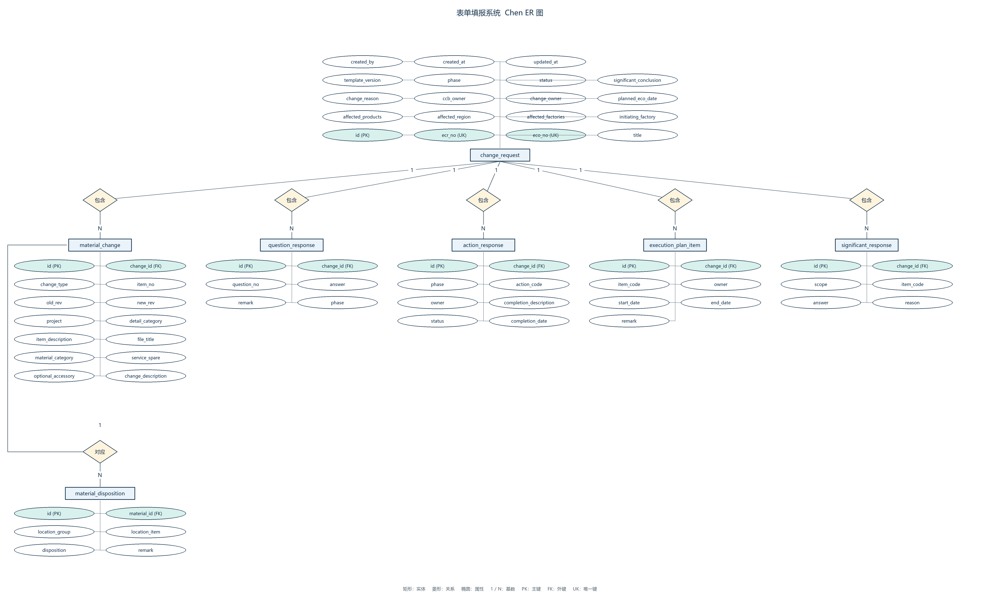 表单填报系统 Chen ER 图
created_by
created_at
updated_at
template_version
phase
status
significant_conclusion
change_reason
ccb_owner
change_owner
planned_eco_date
affected_products
affected_region
affected_factories
initiating_factory
id (PK)
ecr_no (UK)
eco_no (UK)
title
change_request
1
1
1
1
1
包含
包含
包含
包含
包含
N
N
N
N
N
material_change
question_response
action_response
execution_plan_item
significant_response
id (PK)
change_id (FK)
id (PK)
change_id (FK)
id (PK)
change_id (FK)
id (PK)
change_id (FK)
id (PK)
change_id (FK)
change_type
item_no
question_no
answer
phase
action_code
item_code
owner
scope
item_code
old_rev
new_rev
remark
phase
owner
completion_description
start_date
end_date
answer
reason
project
detail_category
status
completion_date
remark
item_description
file_title
material_category
service_spare
optional_accessory
change_description
1
对应
N
material_disposition
id (PK)
material_id (FK)
location_group
location_item
disposition
remark
矩形：实体 菱形：关系 椭圆：属性 1 / N：基数 PK：主键 FK：外键 UK：唯一键